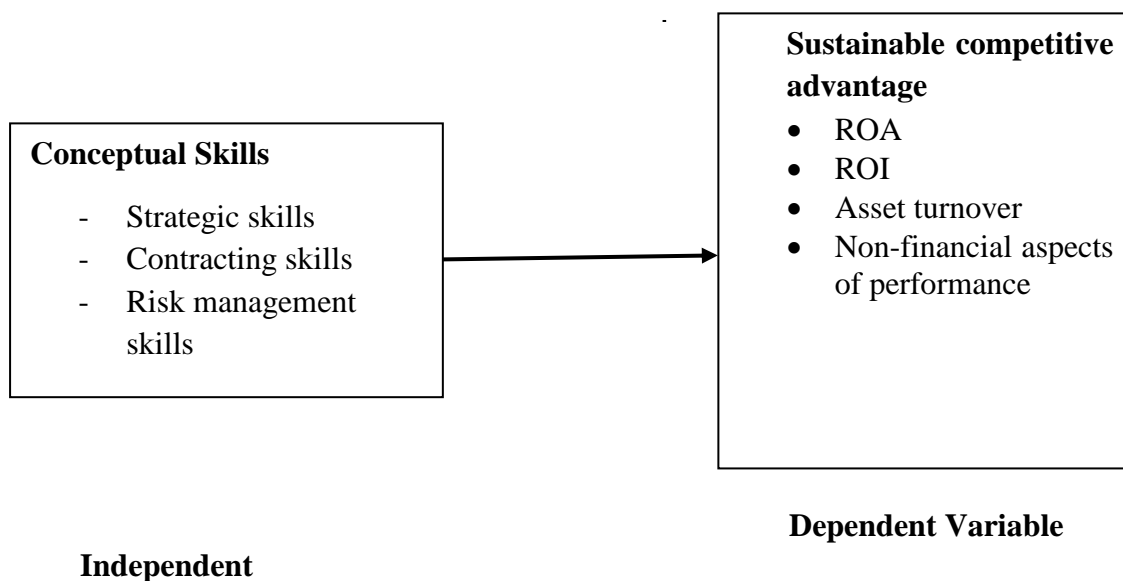 Conceptual Skills
- Strategic skills
- Contracting skills
- Risk management
skills
Sustainable competitive
advantage
• ROA
• ROI
• Asset turnover
• Non-financial aspects
of performance
Dependent Variable
Independent